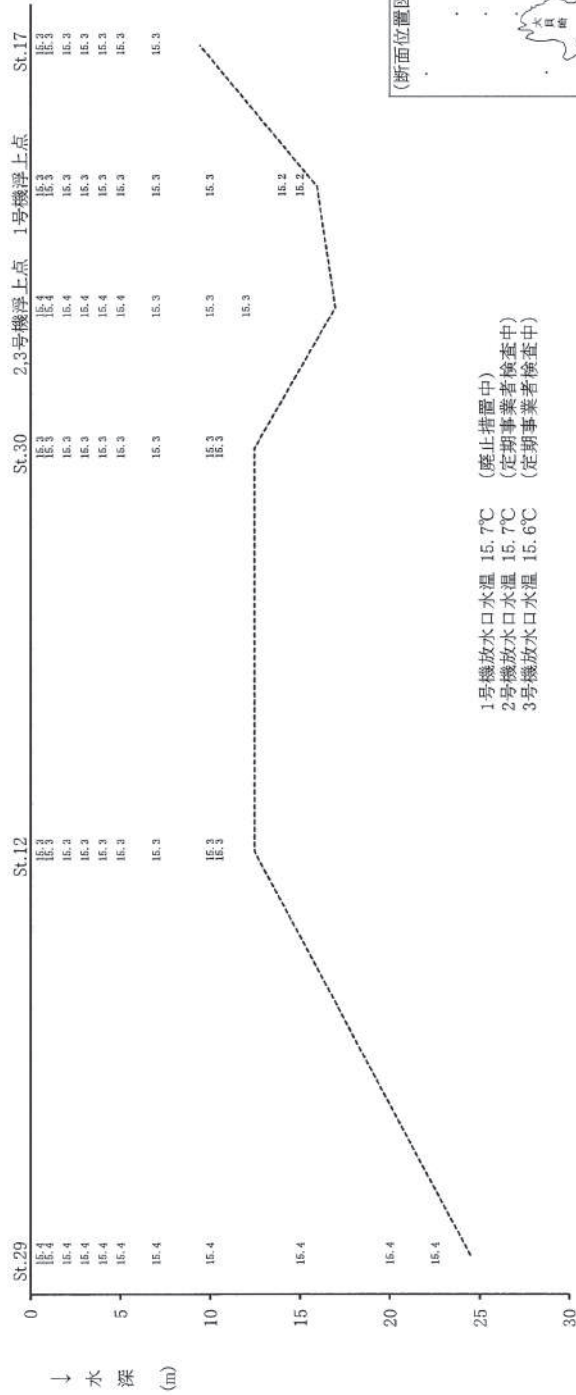 St.29 St.12 St.30 2,3号機浮上点 1号機浮上点 St.17
0
15.4 15.3 15.3 15.4 15.3 15.3
15.4 15.3 15.3 15.4 15.3 15.3
15.4 15.3 15.3 15.4 15.3 15.3
15.4 15.3 15.3 15.4 15.3 15.3
15.4 15.3 15.3 15.4 15.3 15.3
5 15.4 15.3 15.3 15.4 15.3 15.3
15.4 15.3 15.3 15.3 15.3 15.3
10 15.4 15.3 15.3 15.3 15.3
15.3 15.3
15.3
15.2
15 15.4 15.2
20 15.4
15.4
25
30
↓
水
深
(m)
1号機放水口水温 15.7℃ (廃止措置中)
2号機放水口水温 15.7℃ (定期事業者検査中)
3号機放水口水温 15.6℃ (定期事業者検査中)
(断面位置図
大貝崎